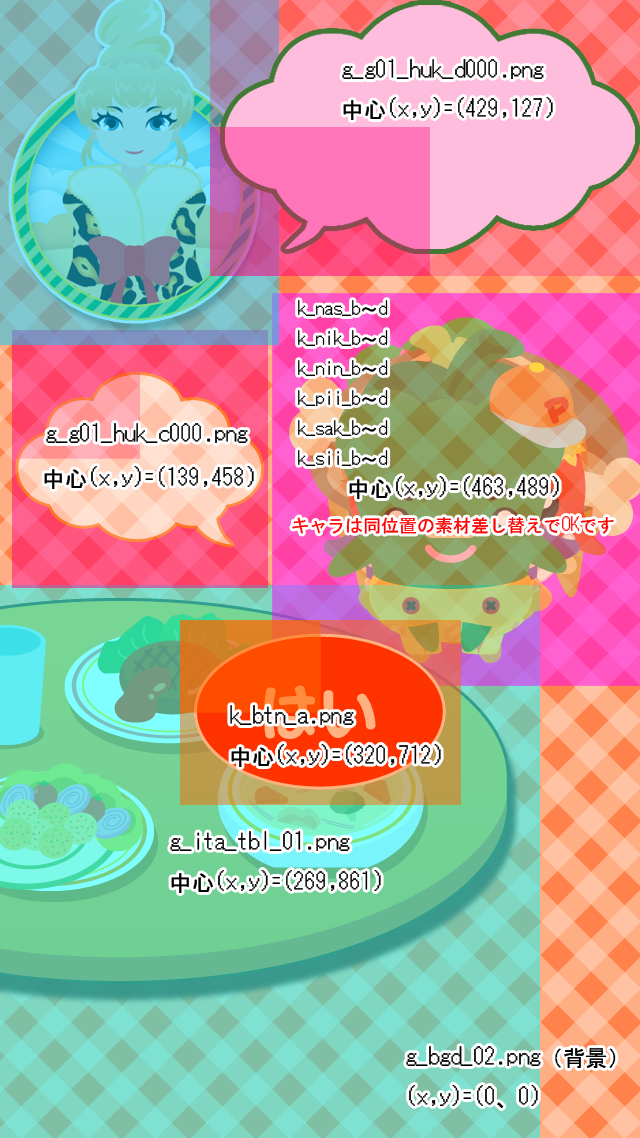 g_g01_huk_d000.png
中心(x,y)=(429,127)
k_nas_b～d
k_nik_b～d
k_nin_b～d
k_pii_b～d
k_sak_b～d
k_sii_b～d
中心(x,y)=(463,489)
キャラは同位置の素材差し替えでOKです
P
g_g01_huk_c000.png
中心(x,y)=(139,458)
はい
k_btn_a.png
中心(x,y)=(320,712)
g_ita_tbl_01.png
中心(x,y)=(269,861)
g_bgd_02.png (背景)
(x,y)=(0、0)